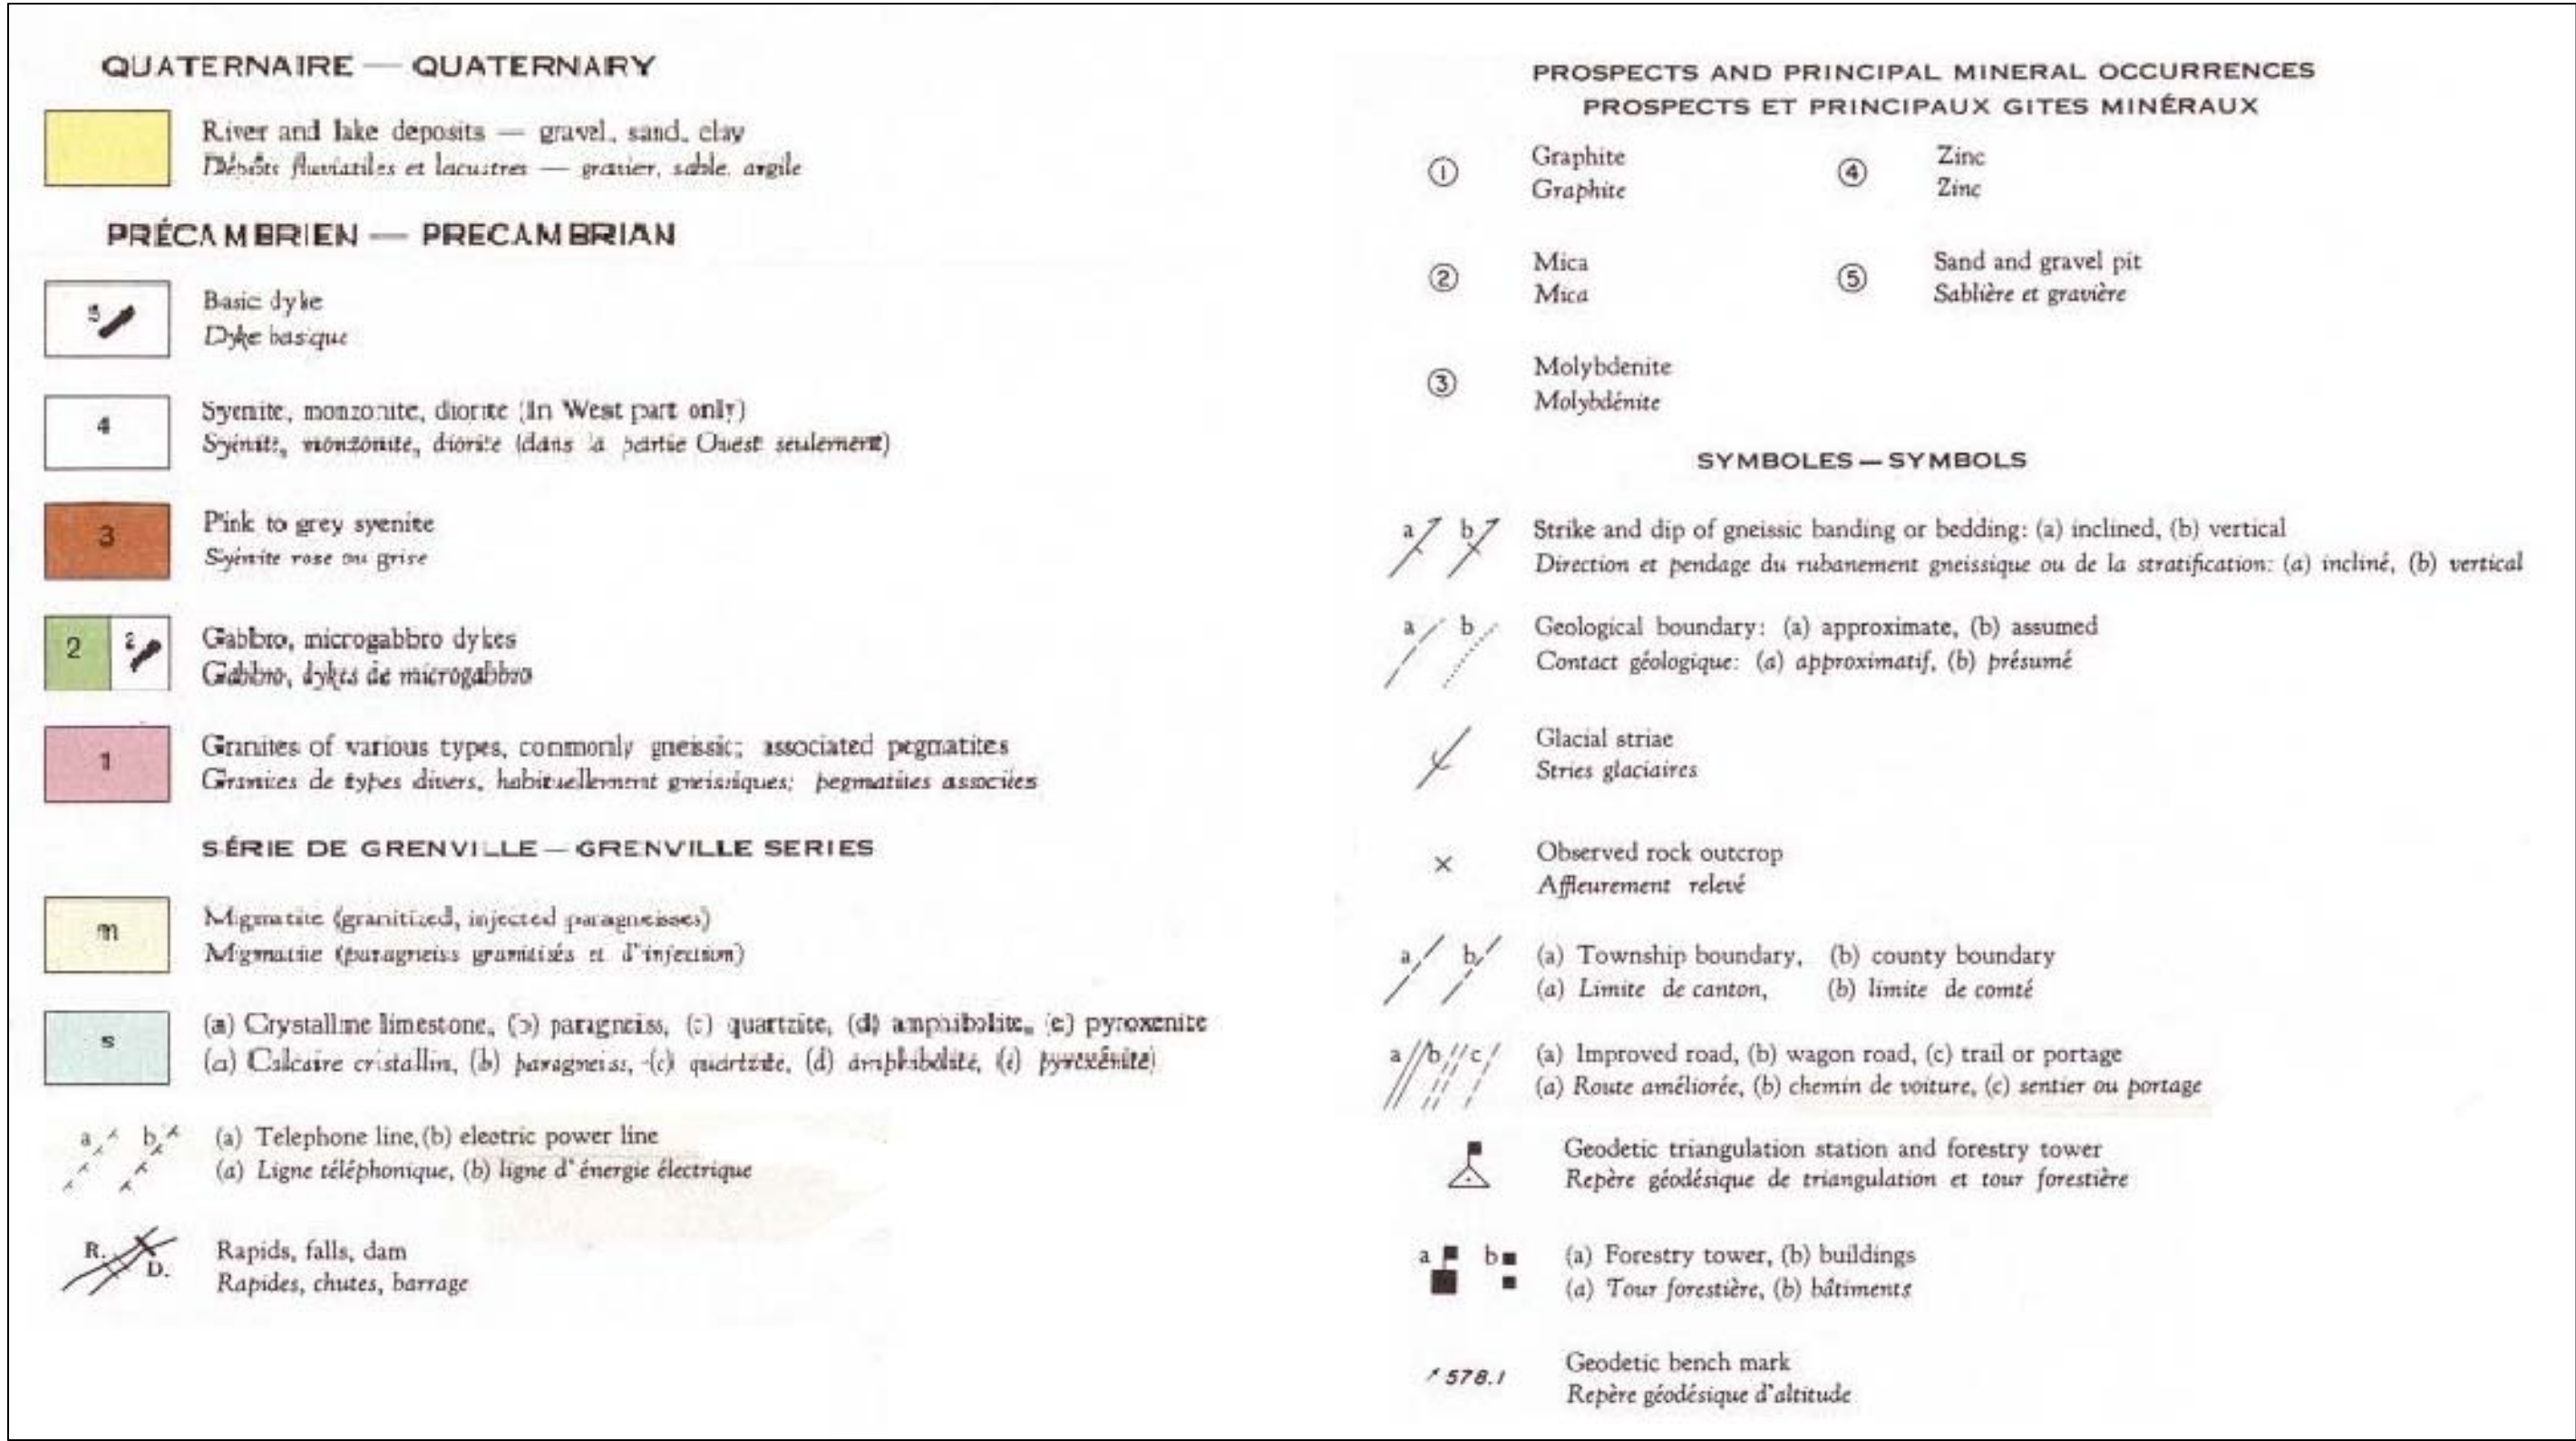 QUATERNAIRE — QUATERNARY
River and lake deposits — gravel, sand, clay
Dépôts fluviatiles et lacustres — gravier, sable, argile
PRÉCAMBRIEN — PRECAMBRIAN
5
Basic dyke
Dyke basique
4
Syenite, monzonite, diorite (In West part only)
Syénite, monzonite, diorite (dans la partie Ouest seulement)
3
Pink to grey syenite
Syénite rose ou grise
2 2
Gabbro, microgabbro dykes
Gabbro, dykes de microgabbro
1
Granites of various types, commonly gneissic; associated pegmatites
Granites de types divers, habituellement gneissiques; pegmatites associées
SÉRIE DE GRENVILLE — GRENVILLE SERIES
m
Migmatite (granitized, injected paragneisses)
Migmatite (paragneiss granitisés et d'injection)
s
(a) Crystalline limestone, (b) paragneiss, (c) quartzite, (d) amphibolite, (e) pyroxenite
(a) Calcaire cristallin, (b) paragneiss, (c) quartzite, (d) amphibolite, (e) pyroxénite
a b
(a) Telephone line, (b) electric power line
(a) Ligne téléphonique, (b) ligne d'énergie électrique
R. D.
Rapids, falls, dam
Rapides, chutes, barrage
PROSPECTS AND PRINCIPAL MINERAL OCCURRENCES
PROSPECTS ET PRINCIPAUX GITES MINÉRAUX
1 Graphite
Graphite
4 Zinc
Zinc
2 Mica
Mica
5 Sand and gravel pit
Sablière et gravière
3 Molybdenite
Molybdénite
SYMBOLES — SYMBOLS
a b
Strike and dip of gneissic banding or bedding: (a) inclined, (b) vertical
Direction et pendage du rubanement gneissique ou de la stratification: (a) incliné, (b) vertical
a b
Geological boundary: (a) approximate, (b) assumed
Contact géologique: (a) approximatif, (b) présumé
Glacial striae
Stries glaciaires
Observed rock outcrop
Affleurement relevé
a b
(a) Township boundary, (b) county boundary
(a) Limite de canton, (b) limite de comté
a b c
(a) Improved road, (b) wagon road, (c) trail or portage
(a) Route améliorée, (b) chemin de voiture, (c) sentier ou portage
Geodetic triangulation station and forestry tower
Repère géodésique de triangulation et tour forestière
a b
(a) Forestry tower, (b) buildings
(a) Tour forestière, (b) bâtiments
578.1
Geodetic bench mark
Repère géodésique d'altitude